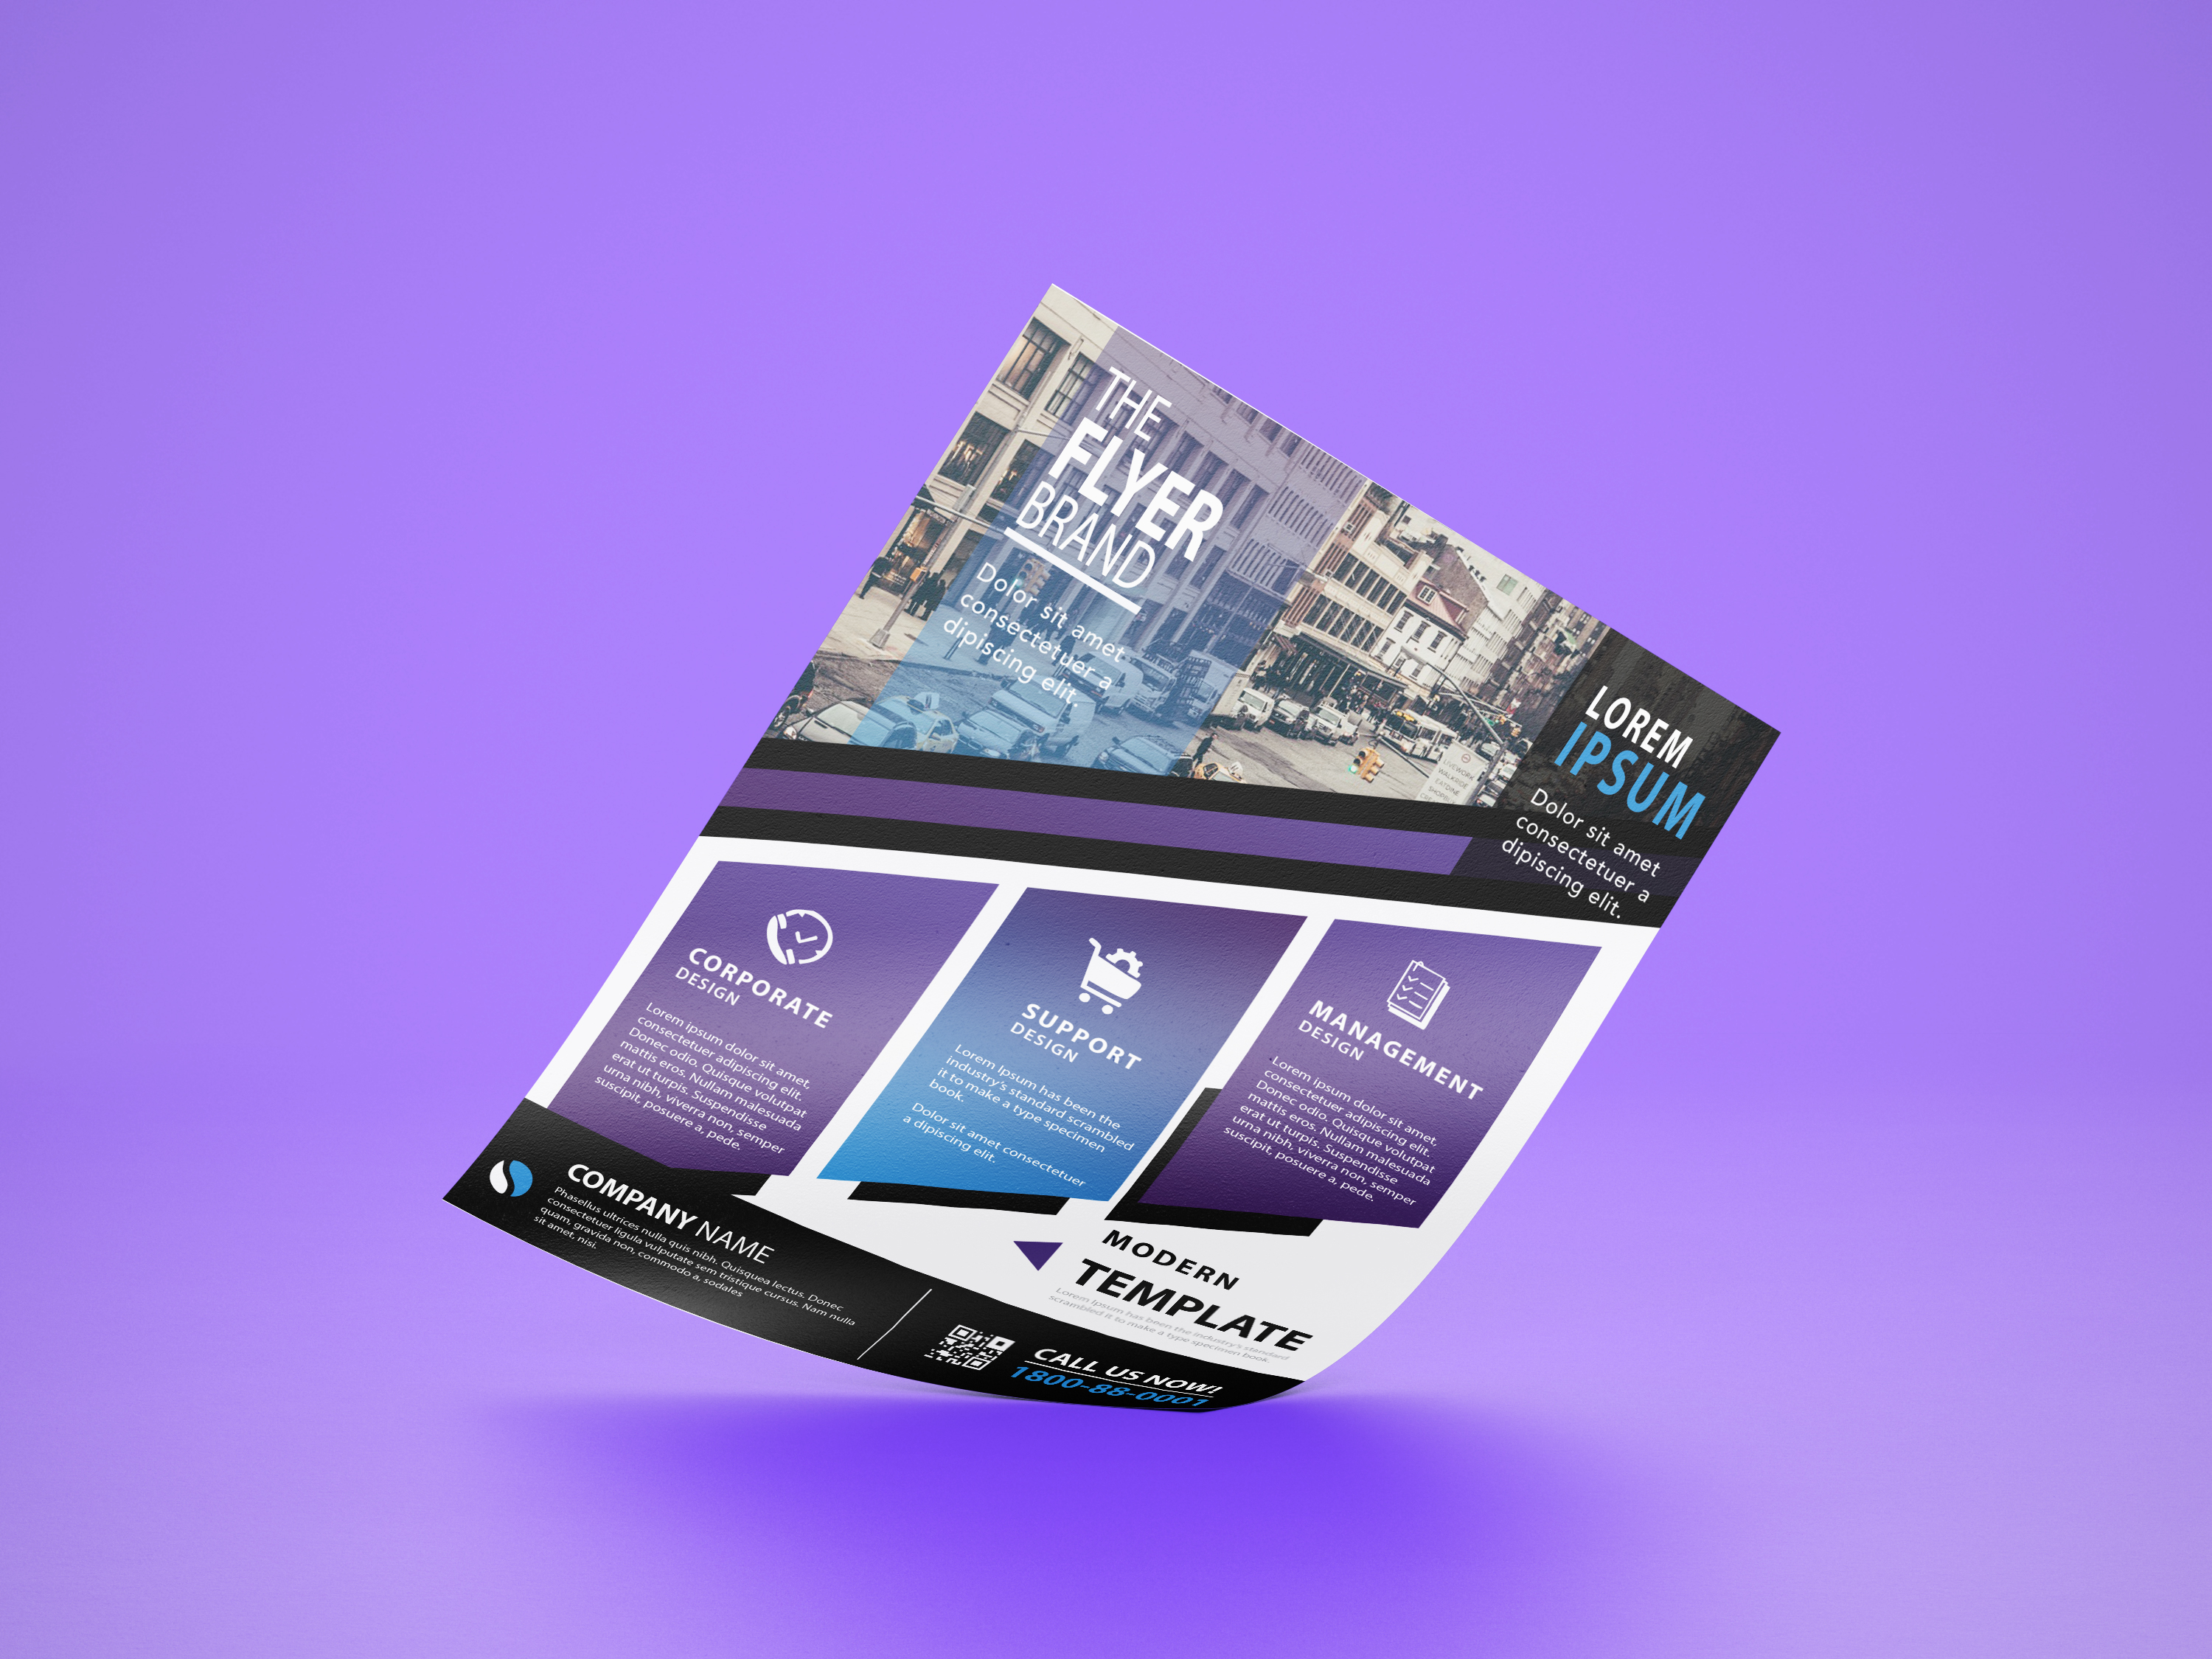 THE
FLYER
BRAND
Dolor sit amet
consectetuer a
dipiscing elit.
LOREM
IPSUM
Dolor sit amet
consectetuer a
dipiscing elit.
LIVEWORK
WALKRIDE
EATDINE
CORPORATE
DESIGN
Lorem ipsum dolor sit amet,
consectetuer adipiscing elit.
Donec odio. Quisque volutpat
mattis eros. Nullam malesuada
erat ut turpis. Suspendisse
urna nibh, viverra non, semper
suscipit, posuere a, pede.
SUPPORT
DESIGN
Lorem Ipsum has been the
industry's standard scrambled
it to make a type specimen
book.
Dolor sit amet consectetuer
a dipiscing elit.
MANAGEMENT
DESIGN
Lorem ipsum dolor sit amet,
consectetuer adipiscing elit.
Donec odio. Quisque volutpat
mattis eros. Nullam malesuada
erat ut turpis. Suspendisse
urna nibh, viverra non, semper
suscipit, posuere a, pede.
MODERN
TEMPLATE
Lorem Ipsum has been the industry's standard
scrambled it to make a type specimen book.
COMPANY NAME
Phasellus ultrices nulla quis nibh. Quisquea lectus. Donec
consectetuer ligula vulputate sem tristique cursus. Nam nulla
quam, gravida non, commodo a, sodales
sit amet, nisi.
CALL US NOW!
1800-88-0001